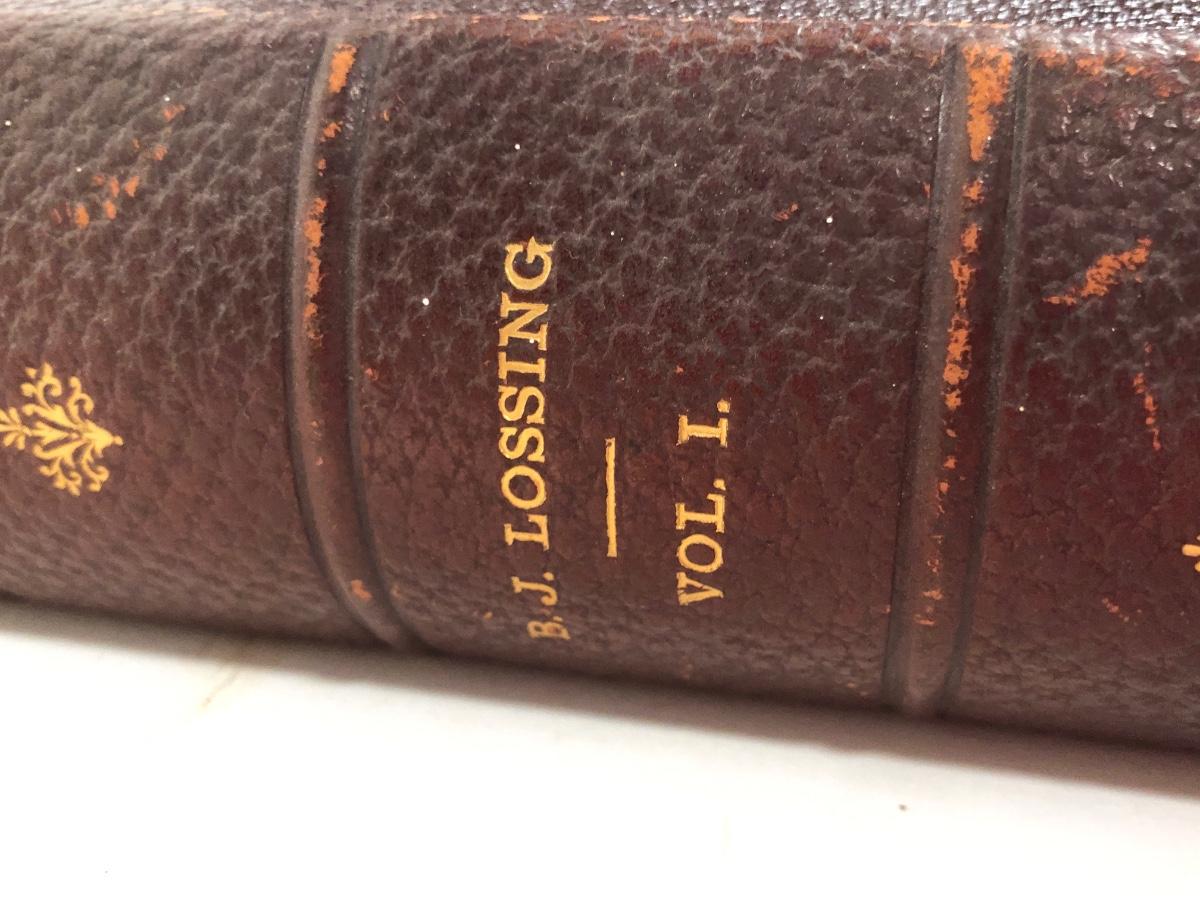 B. J. LOSSING
VOL. I.